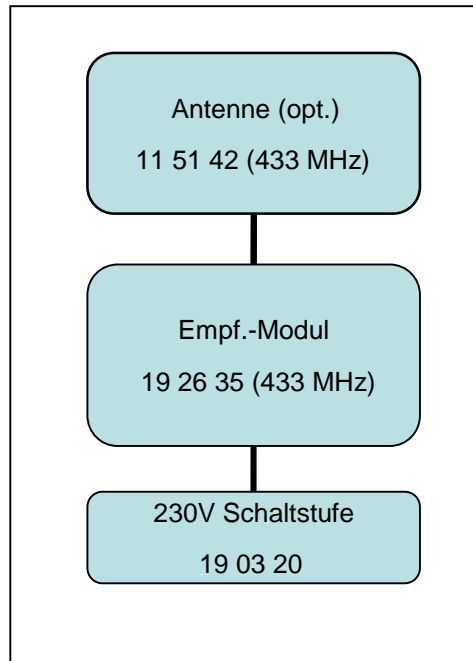 Antenne (opt.)
11 51 42 (433 MHz)
Empf.-Modul
19 26 35 (433 MHz)
230V Schaltstufe
19 03 20